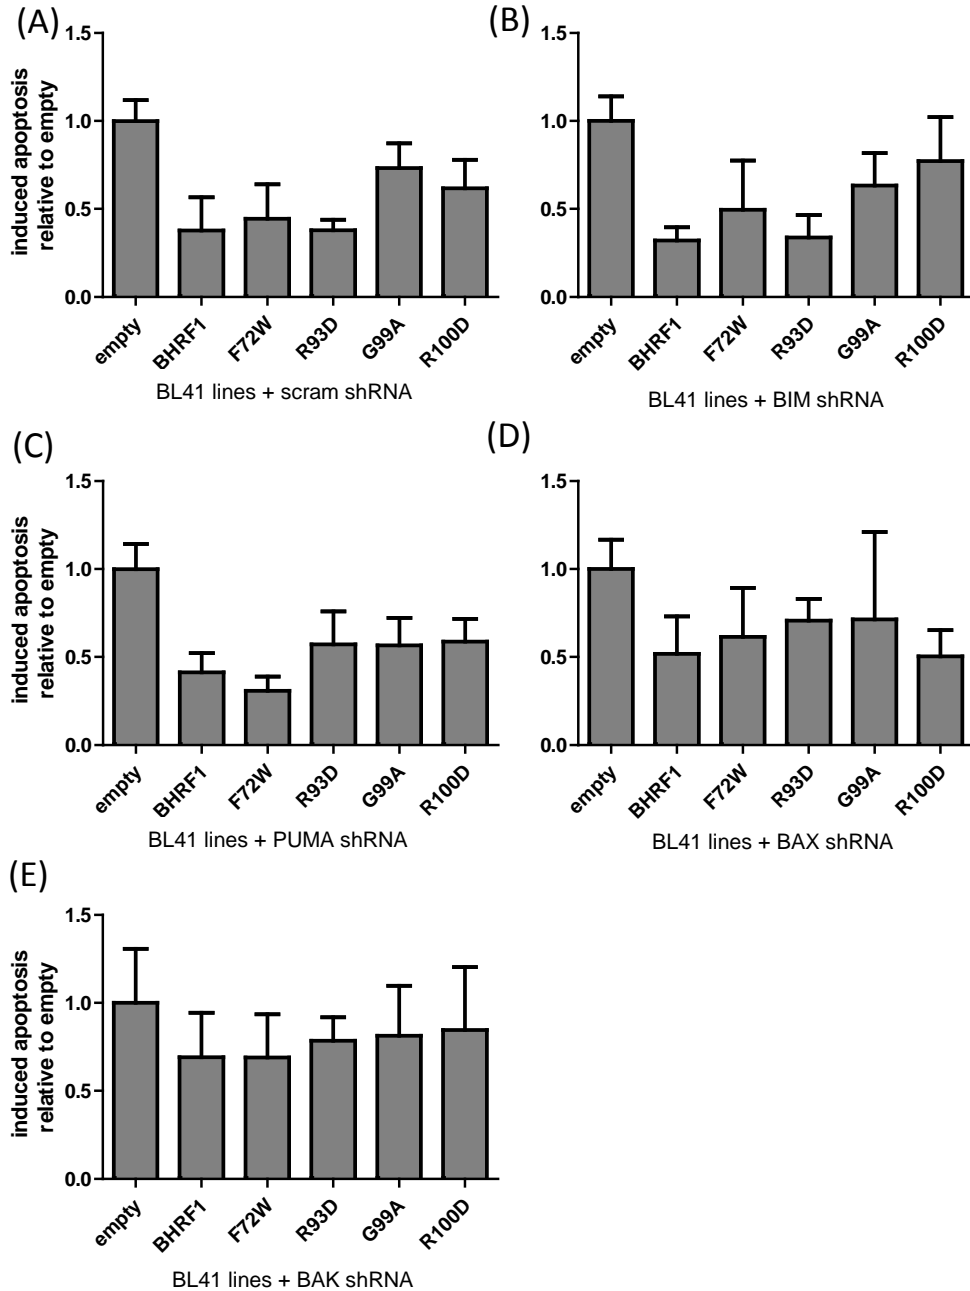 (A)
induced apoptosis
relative to empty
1.5
1.0
0.5
0.0
empty
BHRF1
F72W
R93D
G99A
R100D
BL41 lines + scram shRNA
(B)
1.5
1.0
0.5
0.0
empty
BHRF1
F72W
R93D
G99A
R100D
BL41 lines + BIM shRNA
(C)
induced apoptosis
relative to empty
1.5
1.0
0.5
0.0
empty
BHRF1
F72W
R93D
G99A
R100D
BL41 lines + PUMA shRNA
(D)
1.5
1.0
0.5
0.0
empty
BHRF1
F72W
R93D
G99A
R100D
BL41 lines + BAX shRNA
(E)
induced apoptosis
relative to empty
1.5
1.0
0.5
0.0
empty
BHRF1
F72W
R93D
G99A
R100D
BL41 lines + BAK shRNA